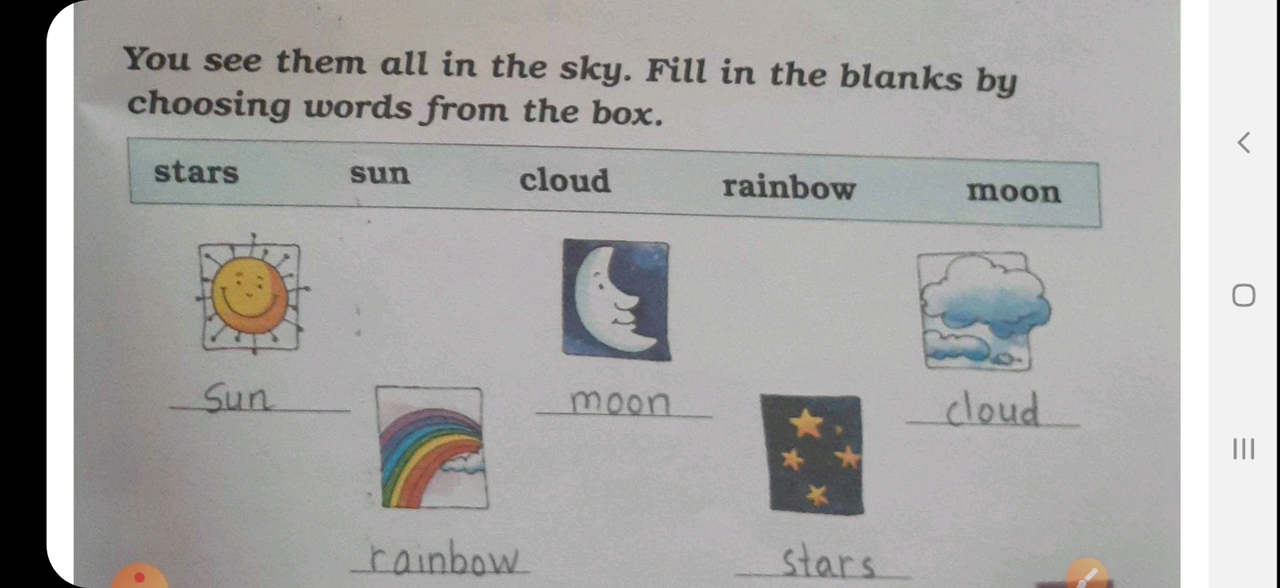 You see them all in the sky. Fill in the blanks by
choosing words from the box.
stars sun cloud rainbow moon
Sun moon cloud
rainbow stars